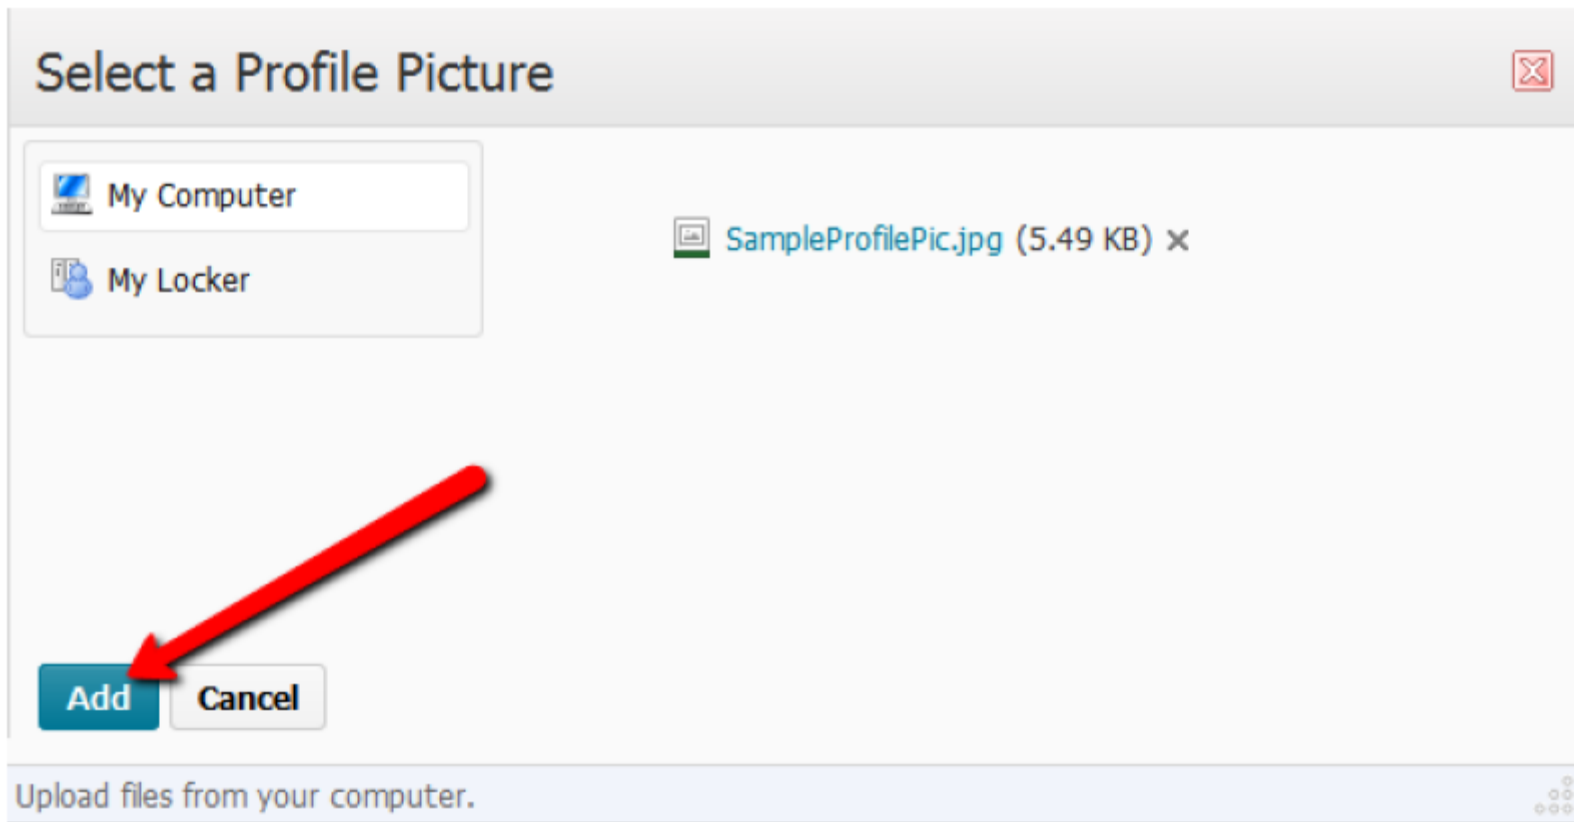 Select a Profile Picture
My Computer
My Locker
SampleProfilePic.jpg (5.49 KB) ×
Add
Cancel
Upload files from your computer.